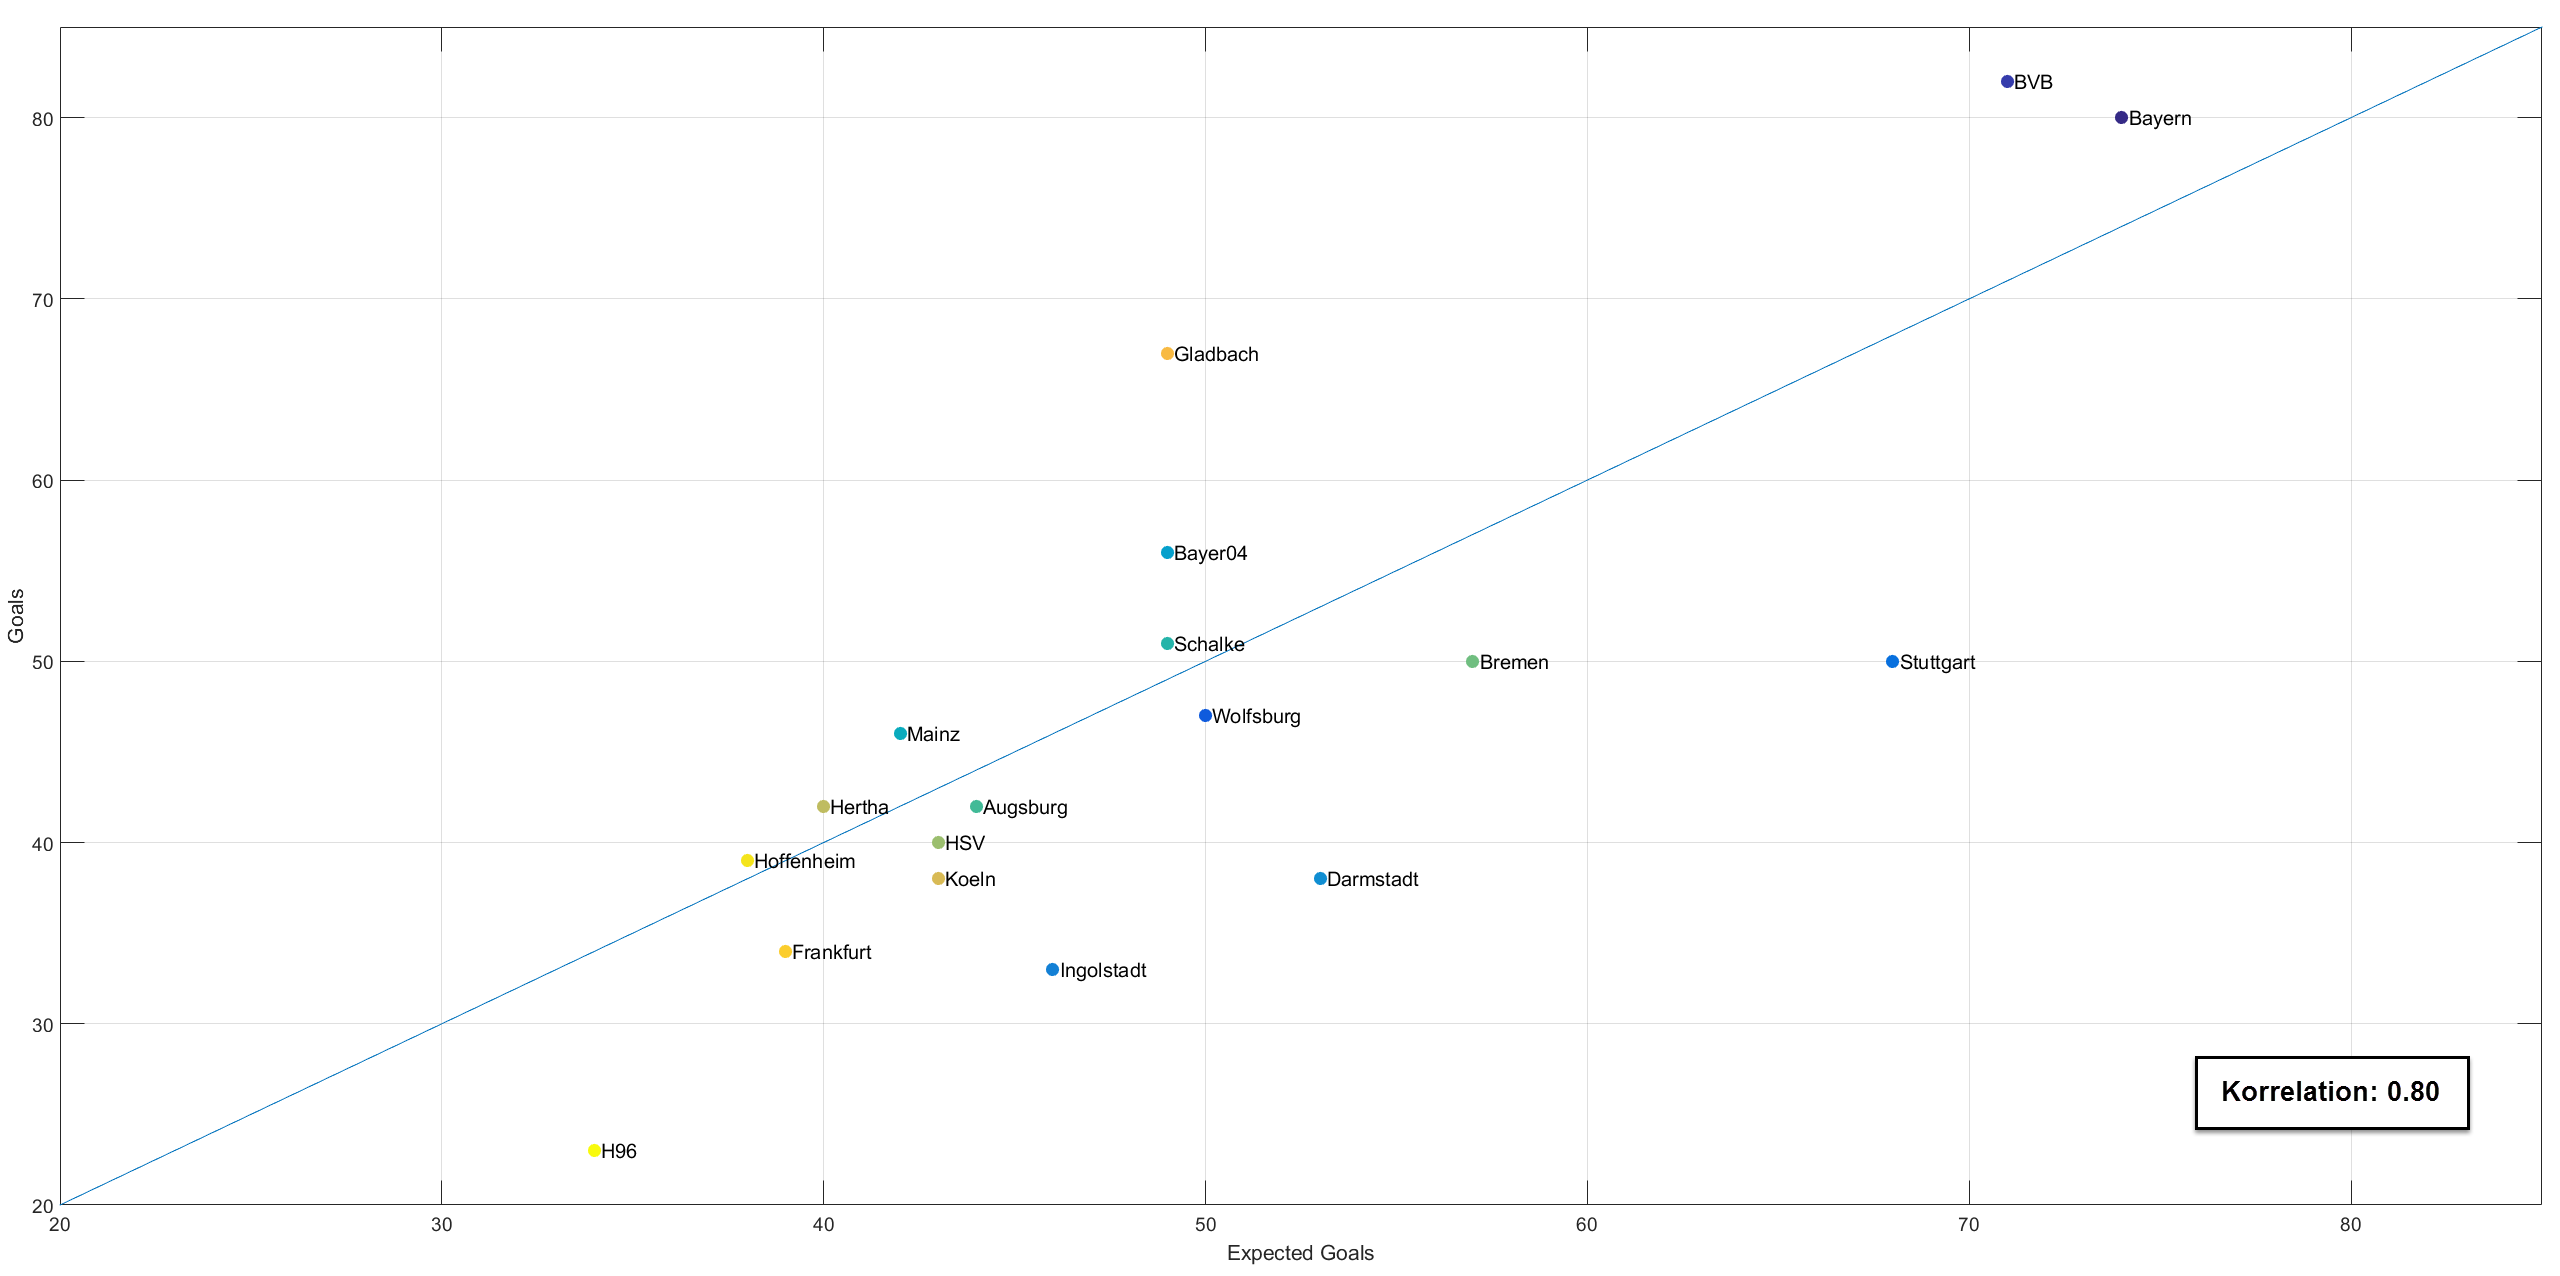 BVB
80
Bayern
70
Gladbach
60
Bayer04
Goals
Schalke
50
Bremen
Stuttgart
Wolfsburg
Mainz
Hertha
Augsburg
40
HSV
Hoffenheim
Koeln
Darmstadt
Frankfurt
Ingolstadt
30
Korrelation: 0.80
H96
20
20 30 40 50 60 70 80
Expected Goals